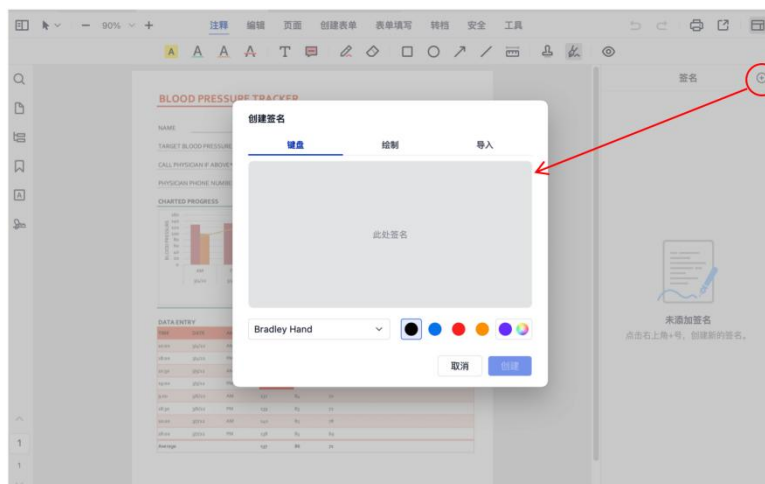 90%
注释 编辑 页面 创建表单 表单填写 转档 安全 工具
签名
BLOOD PRESSURE TRACKER
NAME
TARGET BLOOD PRESSURE
CALL PHYSICIAN IF ABOVE
PHYSICIAN PHONE NUMBER
CHARTED PROGRESS
DATA ENTRY
创建签名
键盘 绘制 导入
此处签名
Bradley Hand
取消 创建
未添加签名
点击右上角+号，创建新的签名。
1
1
Average